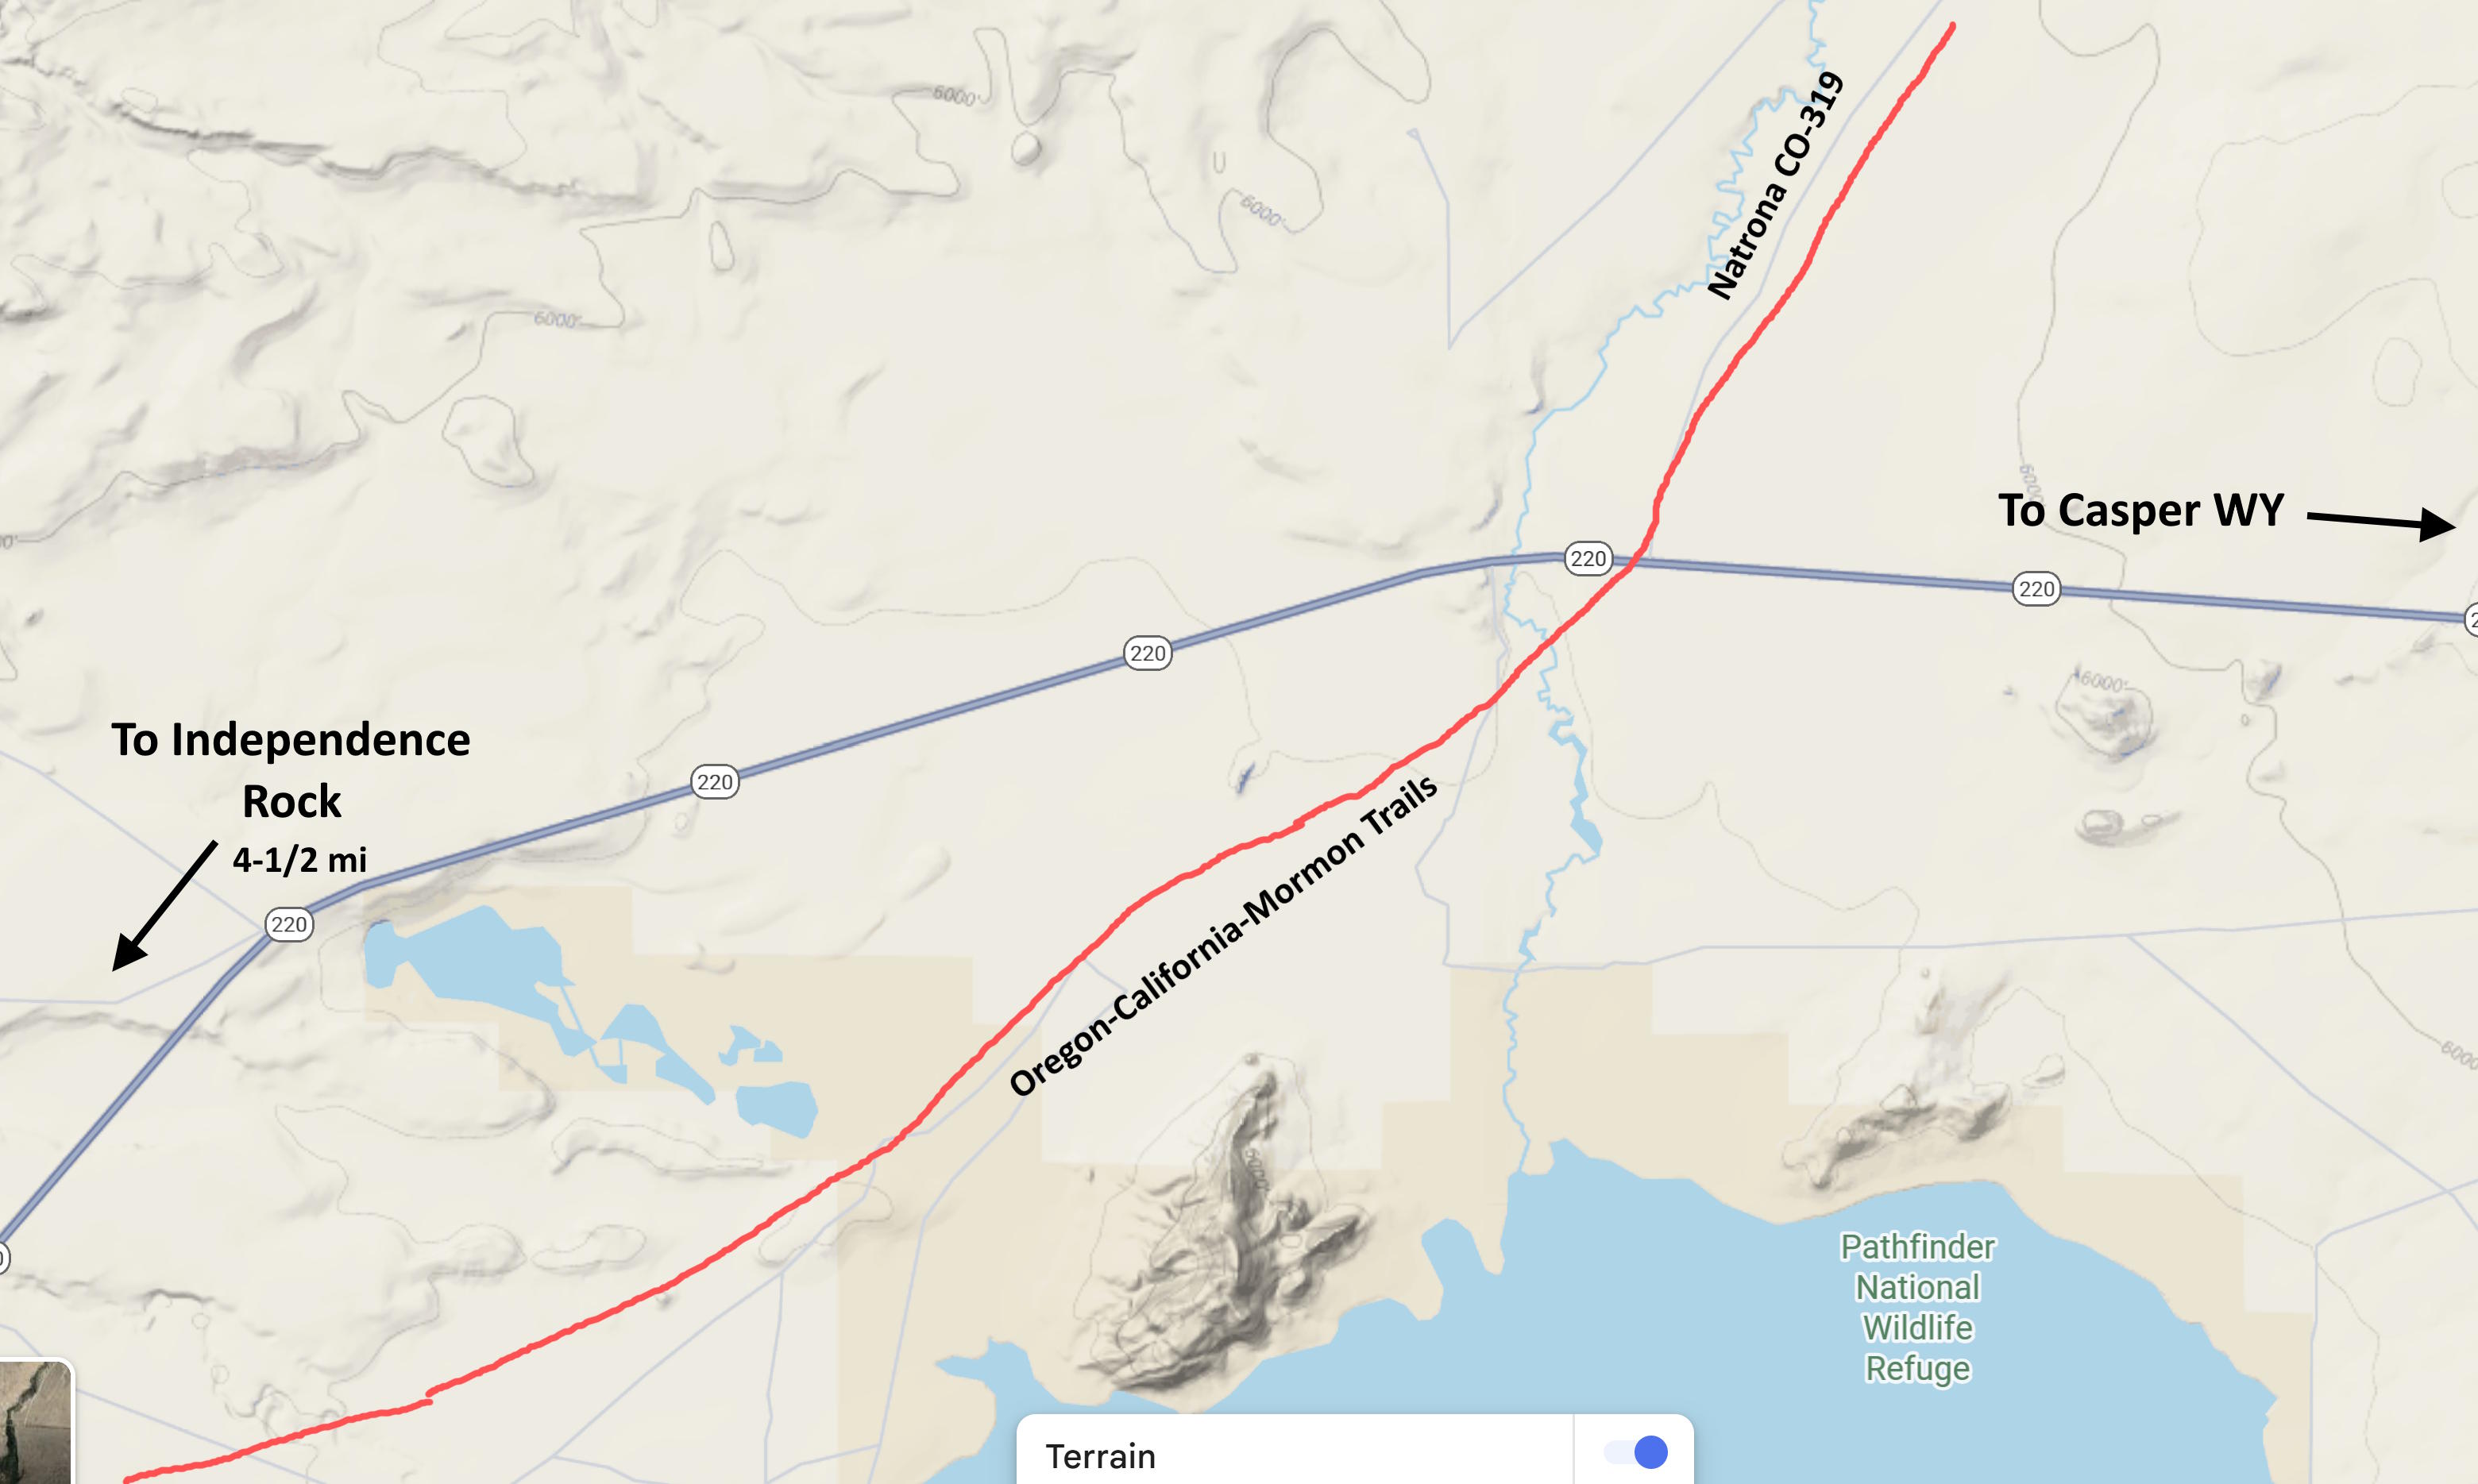 6000'
Natrona CO-319
6000'
6000'
6000'
To Casper WY
220
220
220
6000'
To Independence
Rock
4-1/2 mi
220
220
Oregon-California-Mormon Trails
6000'
6000'
Pathfinder
National
Wildlife
Refuge
Terrain